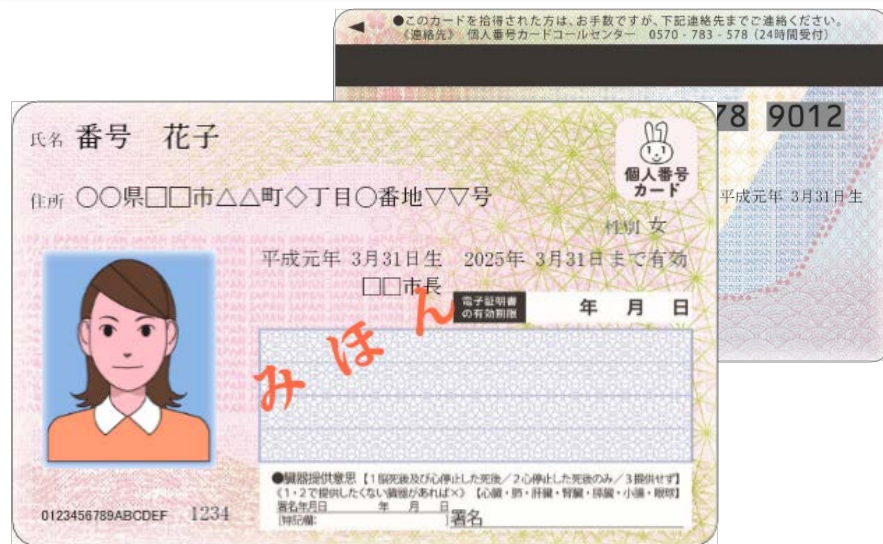 ●このカードを拾得された方は、お手数ですが、下記連絡先までご連絡ください。
《連絡先》 個人番号カードコールセンター 0570-783-578（24時間受付）
78 9012
平成元年 3月31日生
氏名 番号 花子
個人番号
カード
住所 〇〇県□□市△△町◇丁目〇番地▽▽号
性別 女
平成元年 3月31日生 2025年 3月31日まで有効
□□市長
電子証明書
の有効期限 年 月 日
みほん
●臓器提供意思【1 脳死後及び心停止した死後／2 心停止した死後のみ／3 提供せず】
《1・2で提供したくない臓器があれば×》【心臓・肺・肝臓・腎臓・膵臓・小腸・眼球】
署名年月日 年 月 日
[特記欄: ] 署名
0123456789ABCDEF 1234